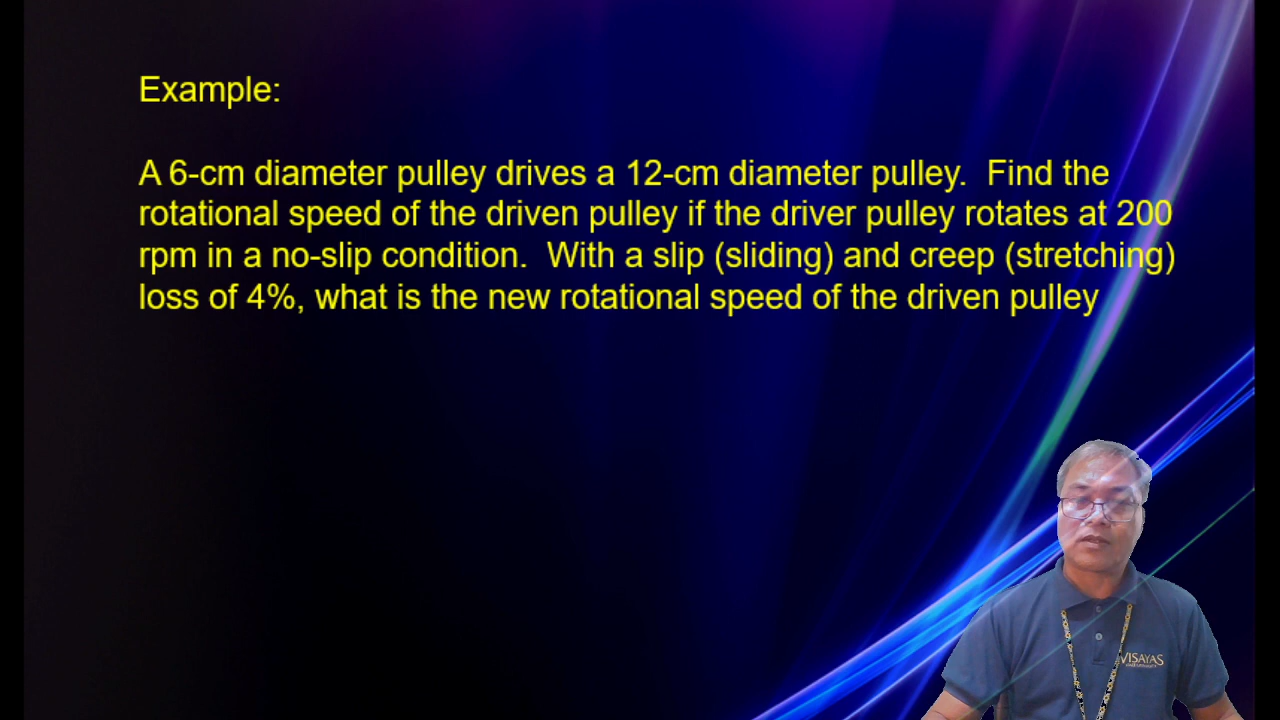 Example:
A 6-cm diameter pulley drives a 12-cm diameter pulley.  Find the
rotational speed of the driven pulley if the driver pulley rotates at 200
rpm in a no-slip condition.  With a slip (sliding) and creep (stretching)
loss of 4%, what is the new rotational speed of the driven pulley
VISAYAS